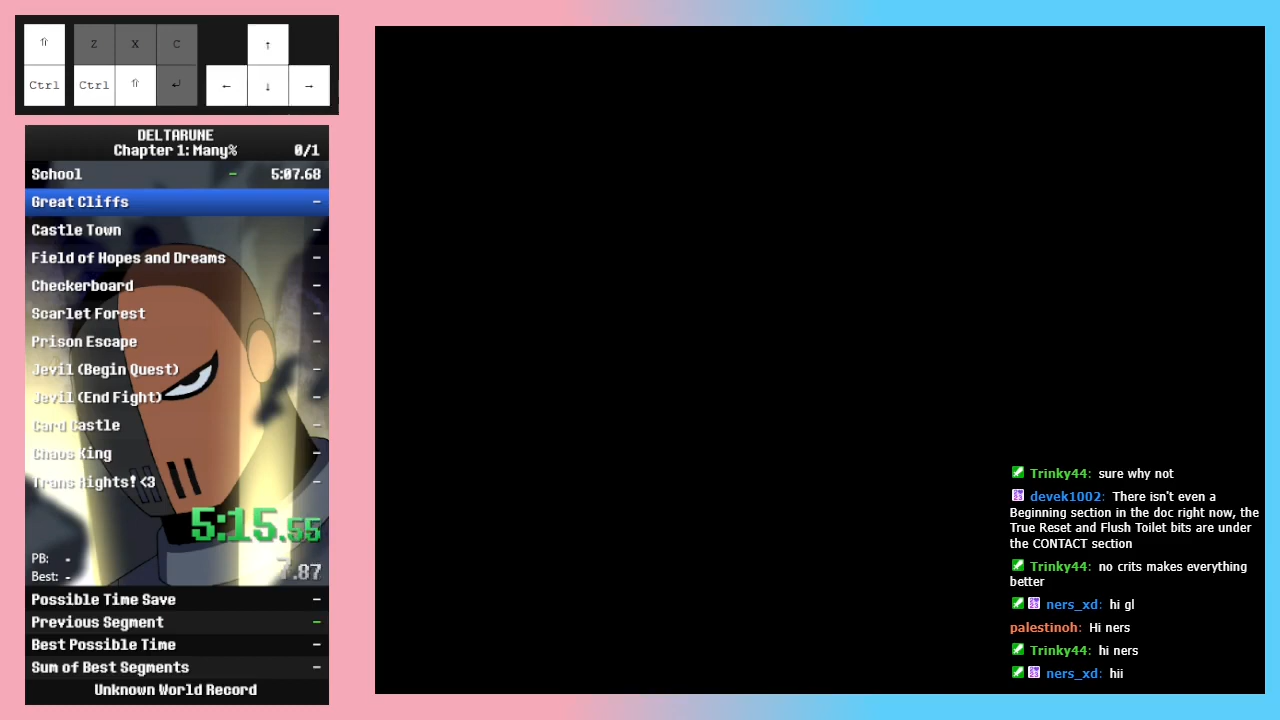 ⇧ Z X C ↑
Ctrl Ctrl ⇧ ↵ ← ↓ →
DELTARUNE
Chapter 1: Many% 0/1
School - 5:07.68
Great Cliffs -
Castle Town -
Field of Hopes and Dreams -
Checkerboard -
Scarlet Forest -
Prison Escape -
Jevil (Begin Quest) -
Jevil (End Fight) -
Card Castle -
Chaos King -
Trans Rights! <3 -
5:15.55
PB: -
Best: - 7.87
Possible Time Save -
Previous Segment -
Best Possible Time -
Sum of Best Segments -
Unknown World Record
Trinky44: sure why not
devek1002: There isn't even a
Beginning section in the doc right now, the
True Reset and Flush Toilet bits are under
the CONTACT section
Trinky44: no crits makes everything
better
ners_xd: hi gl
palestinoh: Hi ners
Trinky44: hi ners
ners_xd: hii